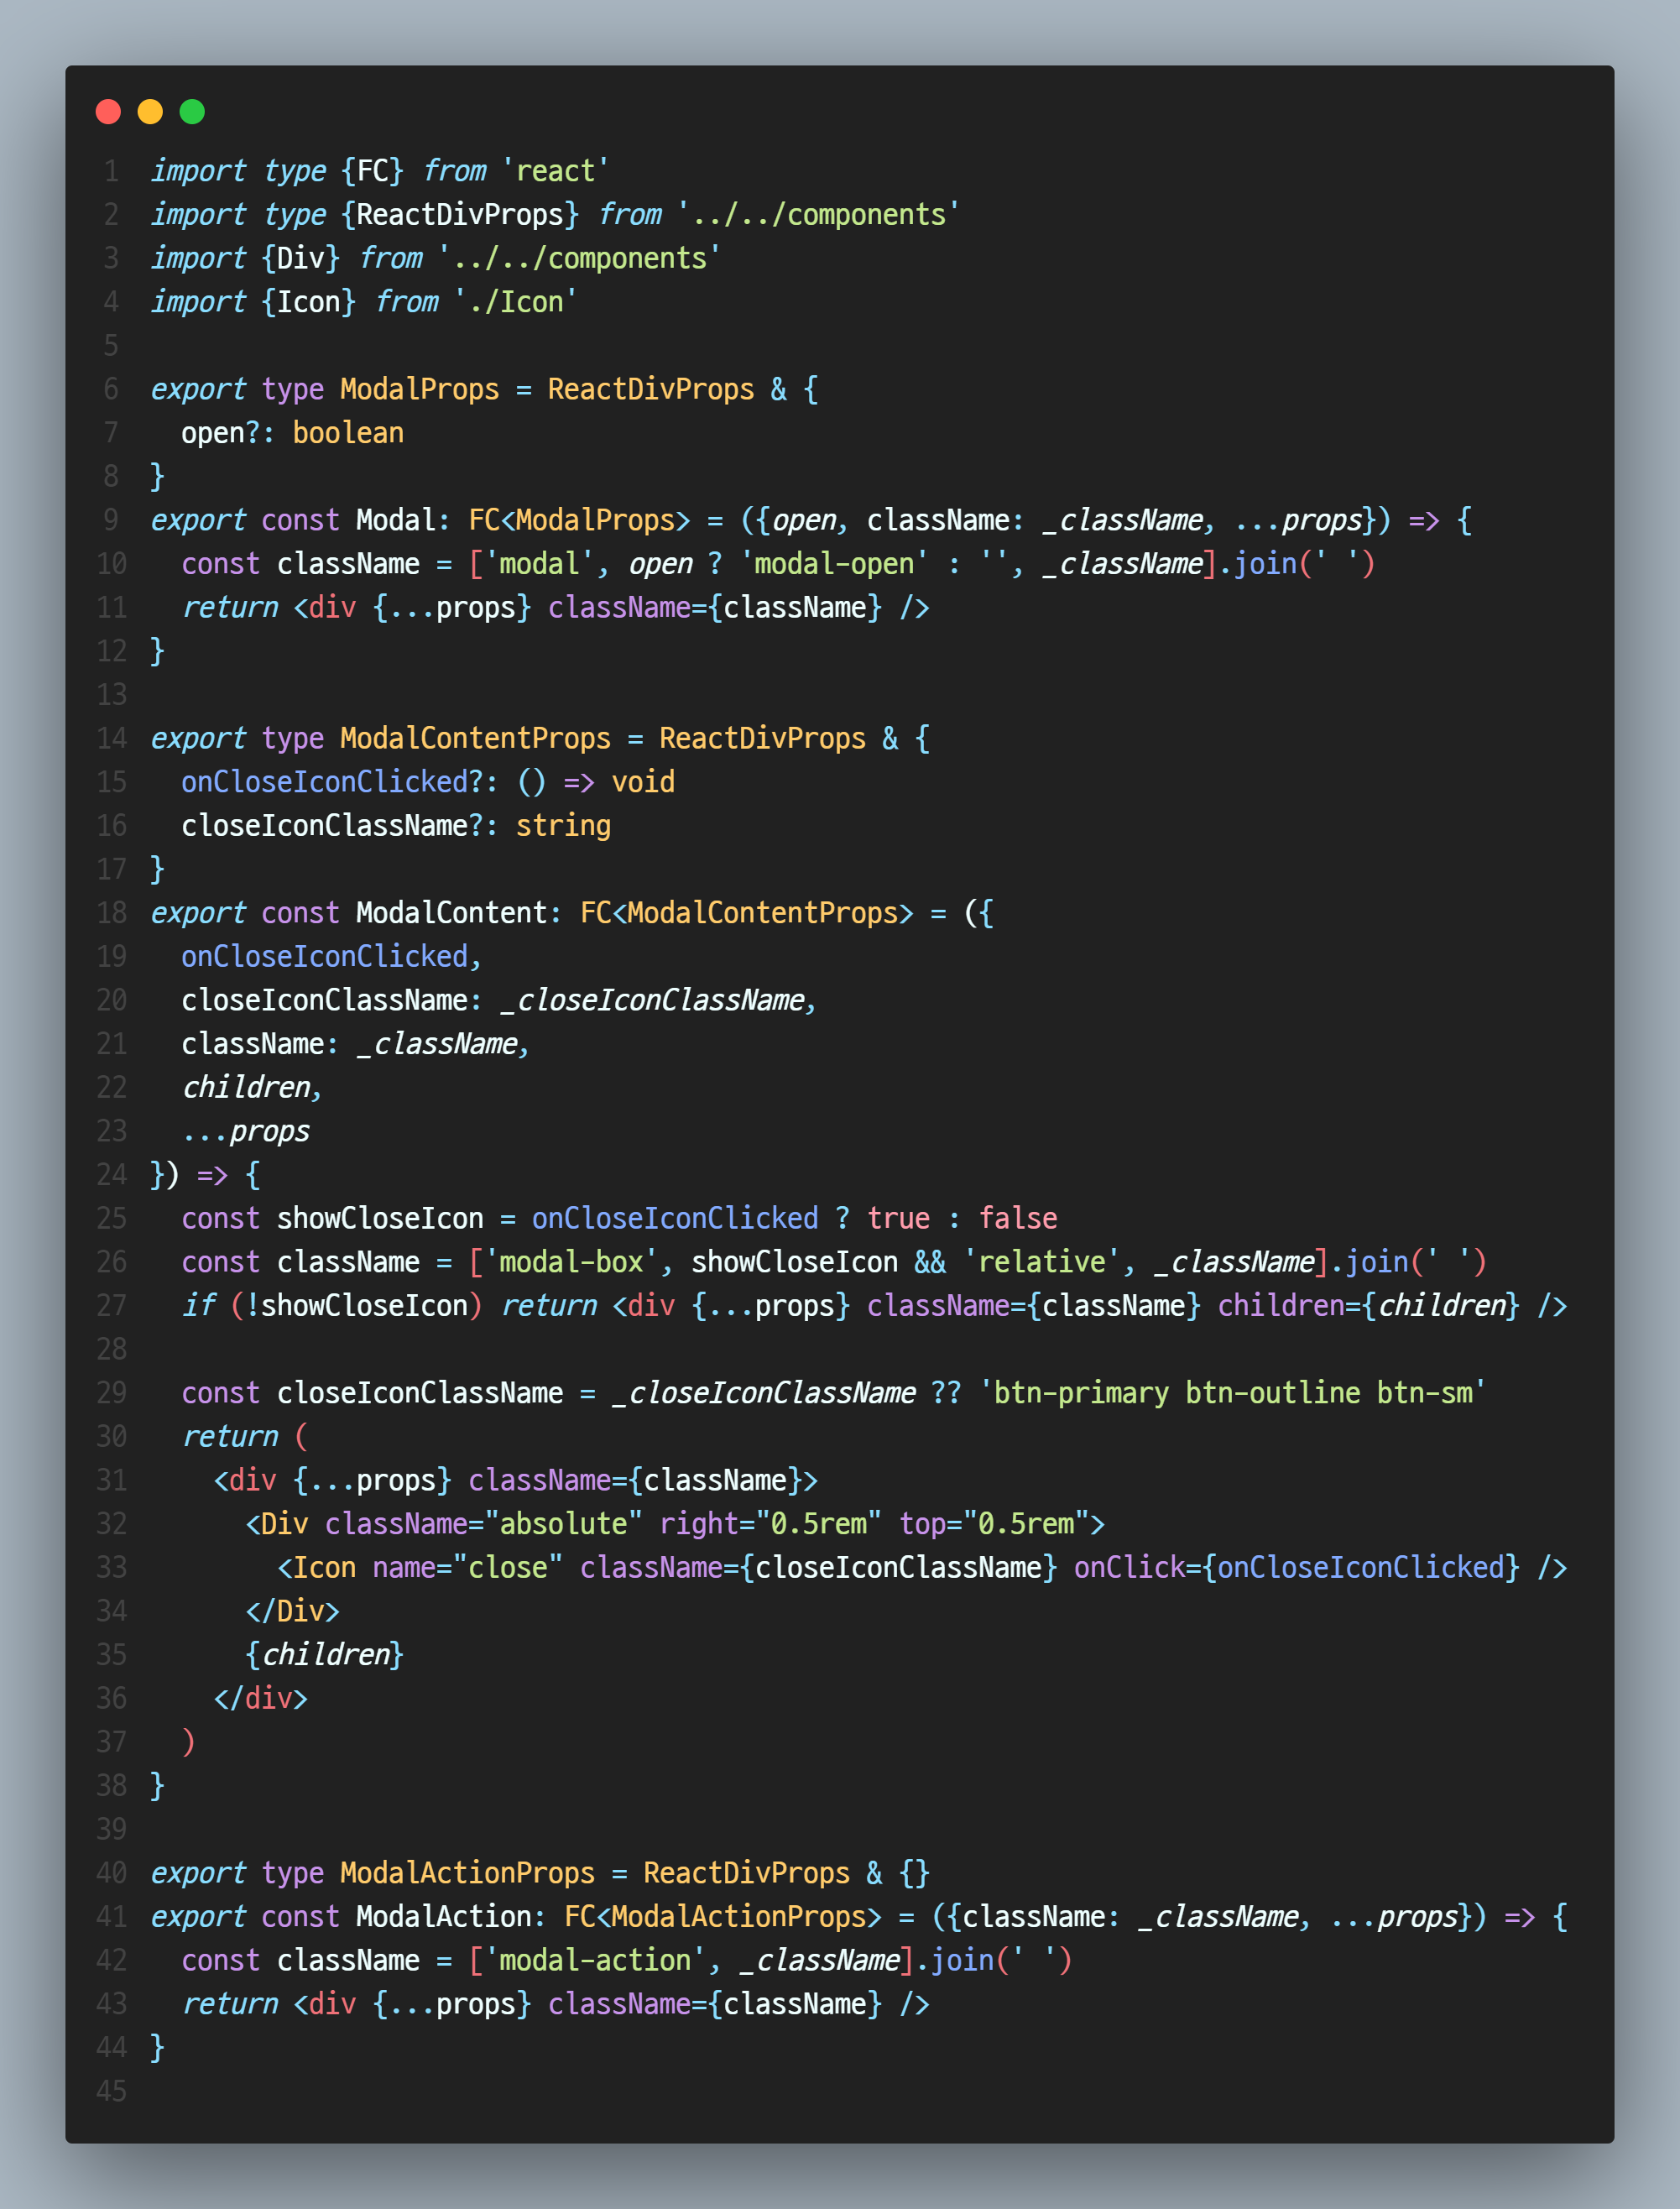 1 import type {FC} from 'react'
2 import type {ReactDivProps} from '../../components'
3 import {Div} from '../../components'
4 import {Icon} from './Icon'
5
6 export type ModalProps = ReactDivProps & {
7   open?: boolean
8 }
9 export const Modal: FC<ModalProps> = ({open, className: _className, ...props}) => {
10   const className = ['modal', open ? 'modal-open' : '', _className].join(' ')
11   return <div {...props} className={className} />
12 }
13
14 export type ModalContentProps = ReactDivProps & {
15   onCloseIconClicked?: () => void
16   closeIconClassName?: string
17 }
18 export const ModalContent: FC<ModalContentProps> = ({
19   onCloseIconClicked,
20   closeIconClassName: _closeIconClassName,
21   className: _className,
22   children,
23   ...props
24 }) => {
25   const showCloseIcon = onCloseIconClicked ? true : false
26   const className = ['modal-box', showCloseIcon && 'relative', _className].join(' ')
27   if (!showCloseIcon) return <div {...props} className={className} children={children} />
28
29   const closeIconClassName = _closeIconClassName ?? 'btn-primary btn-outline btn-sm'
30   return (
31     <div {...props} className={className}>
32       <Div className="absolute" right="0.5rem" top="0.5rem">
33         <Icon name="close" className={closeIconClassName} onClick={onCloseIconClicked} />
34       </Div>
35       {children}
36     </div>
37   )
38 }
39
40 export type ModalActionProps = ReactDivProps & {}
41 export const ModalAction: FC<ModalActionProps> = ({className: _className, ...props}) => {
42   const className = ['modal-action', _className].join(' ')
43   return <div {...props} className={className} />
44 }
45